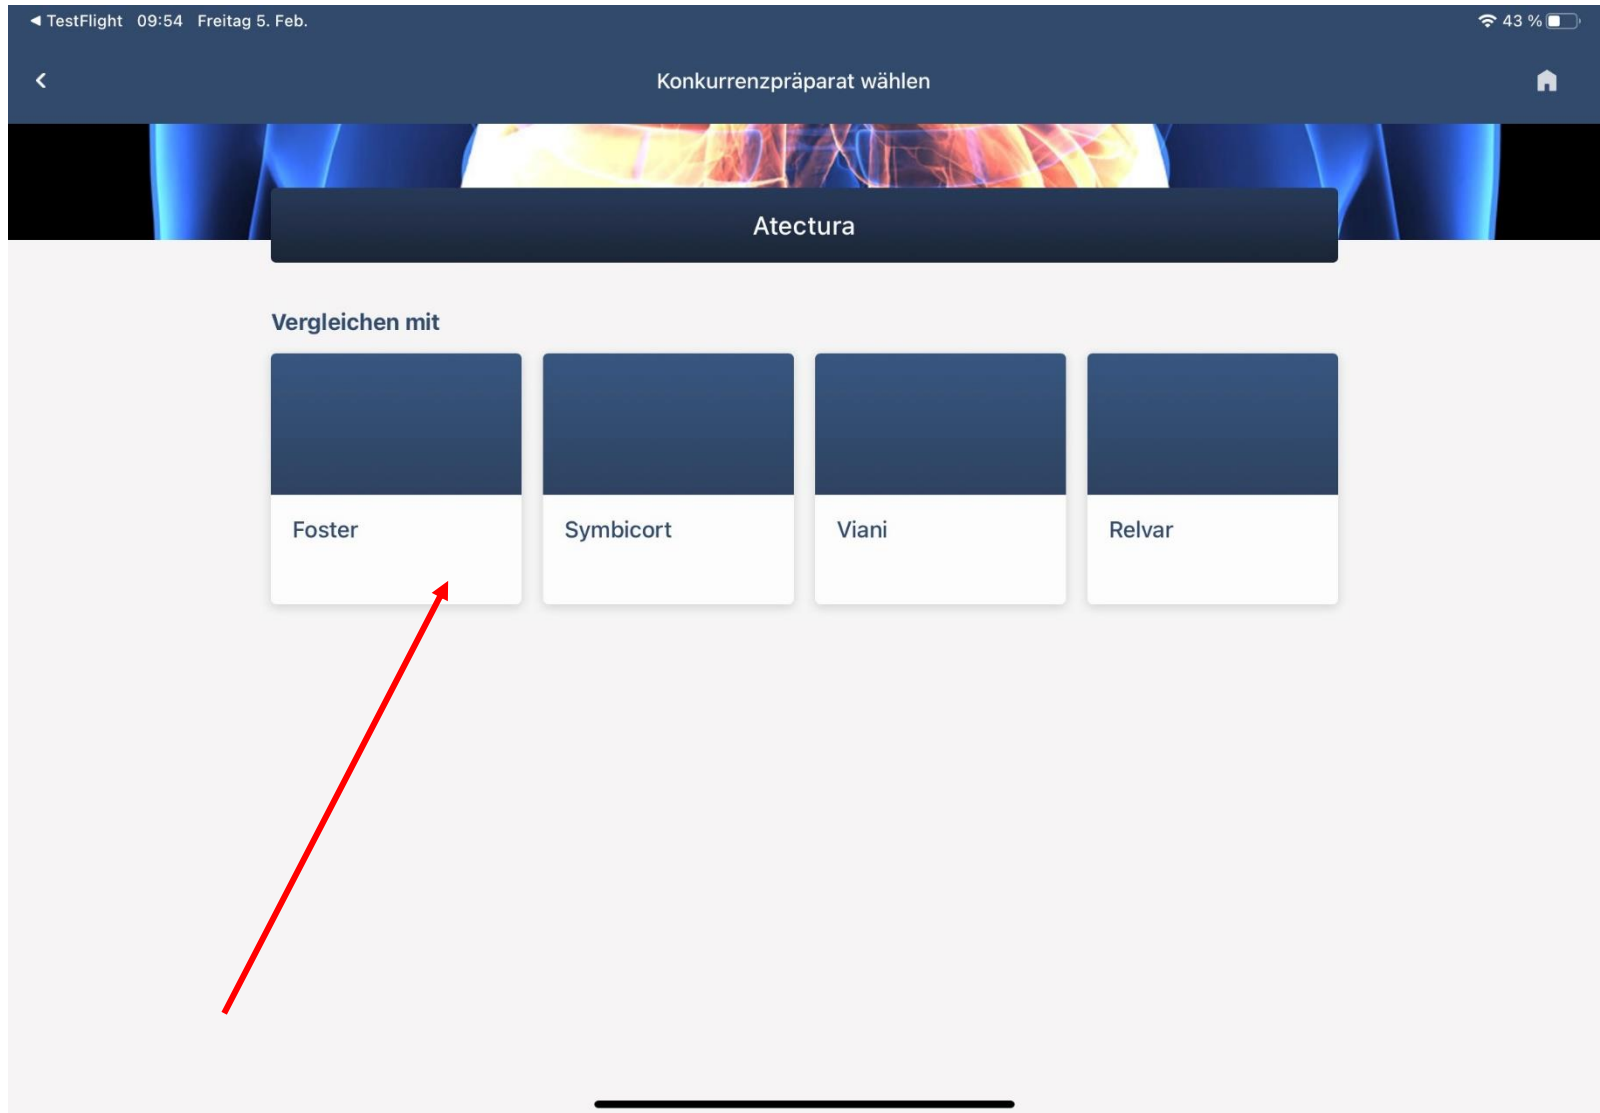 ◀ TestFlight 09:54 Freitag 5. Feb. 43 %
Konkurrenzpräparat wählen
Atectura
Vergleichen mit
Foster Symbicort Viani Relvar